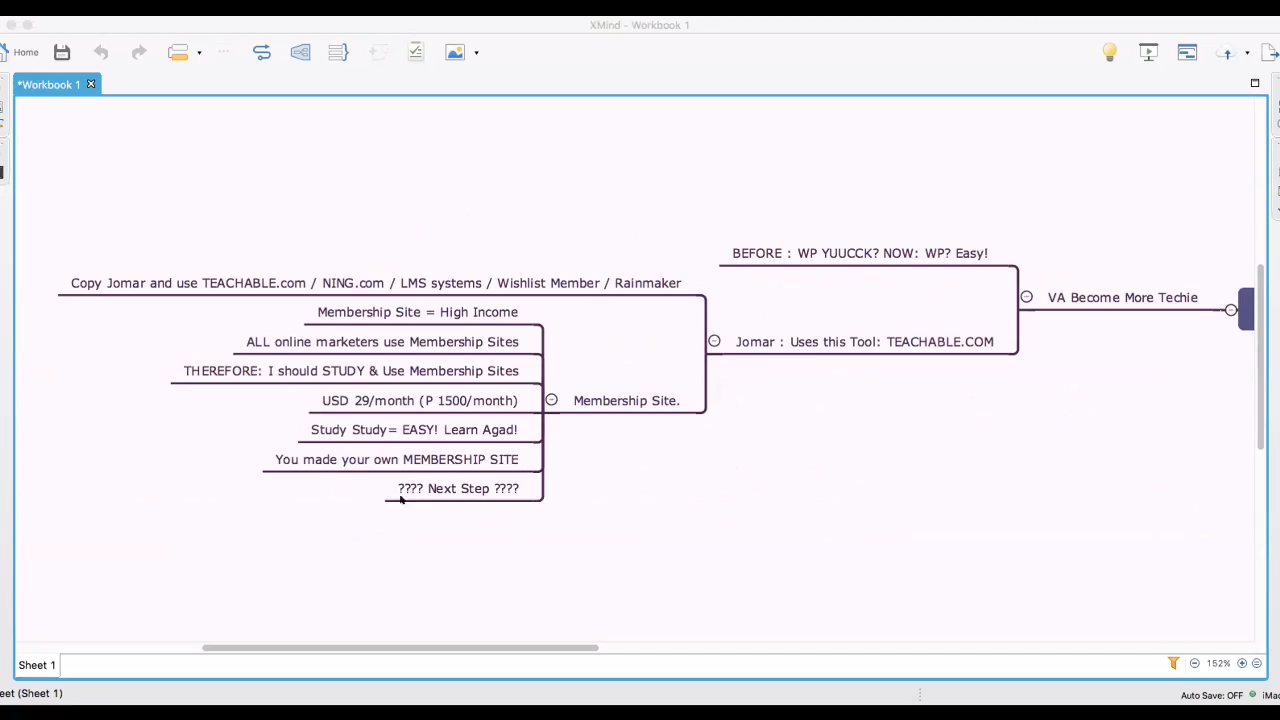 XMind - Workbook 1
Home
*Workbook 1
BEFORE : WP YUUCCK? NOW: WP? Easy!
Copy Jomar and use TEACHABLE.com / NING.com / LMS systems / Wishlist Member / Rainmaker
VA Become More Techie
Membership Site = High Income
ALL online marketers use Membership Sites
Jomar : Uses this Tool: TEACHABLE.COM
THEREFORE: I should STUDY & Use Membership Sites
USD 29/month (P 1500/month)
Membership Site.
Study Study= EASY! Learn Agad!
You made your own MEMBERSHIP SITE
???? Next Step ????
Sheet 1
152%
eet (Sheet 1)
Auto Save: OFF
iMac